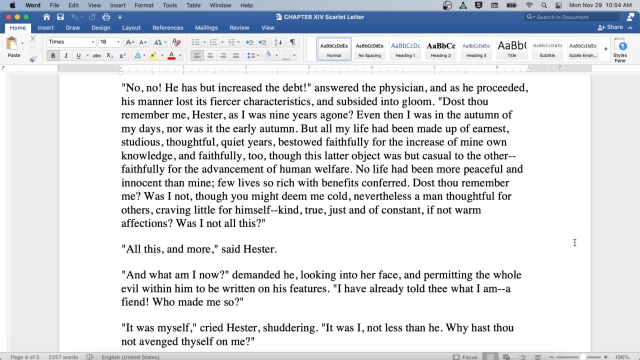 Word File Edit View Insert Format Tools Table Window Help Mon Nov 29 10:54 AM
CHAPTER XIV Scarlet Letter
Search in Document
Home Insert Draw Design Layout References Mailings Review View
Share
Paste Times 18
AaBbCcDdEe AaBbCcDdEe AaBbCcDc AaBbCc AaBbCcDdEe
Normal No Spacing Heading 1 Heading 2 Heading 3 Title Subtitle Subtle Emph...
"No, no! He has but increased the debt!" answered the physician, and as he proceeded,
his manner lost its fiercer characteristics, and subsided into gloom. "Dost thou
remember me, Hester, as I was nine years agone? Even then I was in the autumn of
my days, nor was it the early autumn. But all my life had been made up of earnest,
studious, thoughtful, quiet years, bestowed faithfully for the increase of mine own
knowledge, and faithfully, too, though this latter object was but casual to the other--
faithfully for the advancement of human welfare. No life had been more peaceful and
innocent than mine; few lives so rich with benefits conferred. Dost thou remember
me? Was I not, though you might deem me cold, nevertheless a man thoughtful for
others, craving little for himself--kind, true, just and of constant, if not warm
affections? Was I not all this?"
"All this, and more," said Hester.
"And what am I now?" demanded he, looking into her face, and permitting the whole
evil within him to be written on his features. "I have already told thee what I am--a
fiend! Who made me so?"
"It was myself," cried Hester, shuddering. "It was I, not less than he. Why hast thou
not avenged thyself on me?"
Page 4 of 5 2257 words English (United States) Focus 196%